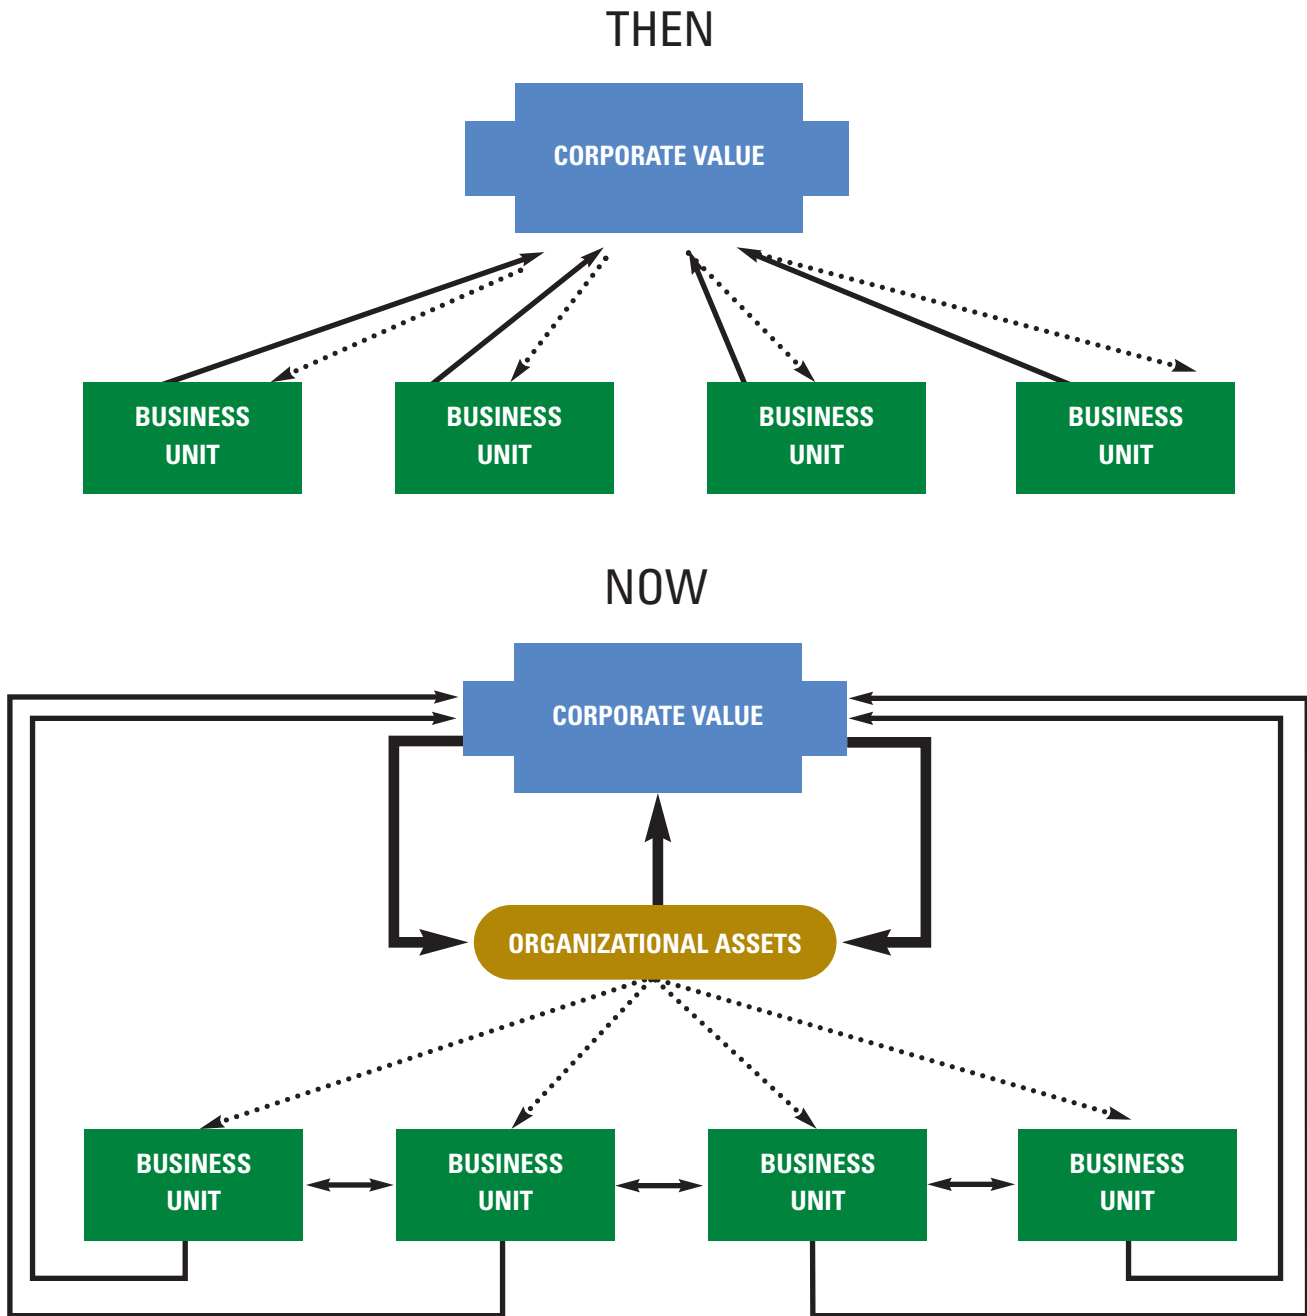 THEN
CORPORATE VALUE
BUSINESS
UNIT
BUSINESS
UNIT
BUSINESS
UNIT
BUSINESS
UNIT
NOW
CORPORATE VALUE
ORGANIZATIONAL ASSETS
BUSINESS
UNIT
BUSINESS
UNIT
BUSINESS
UNIT
BUSINESS
UNIT